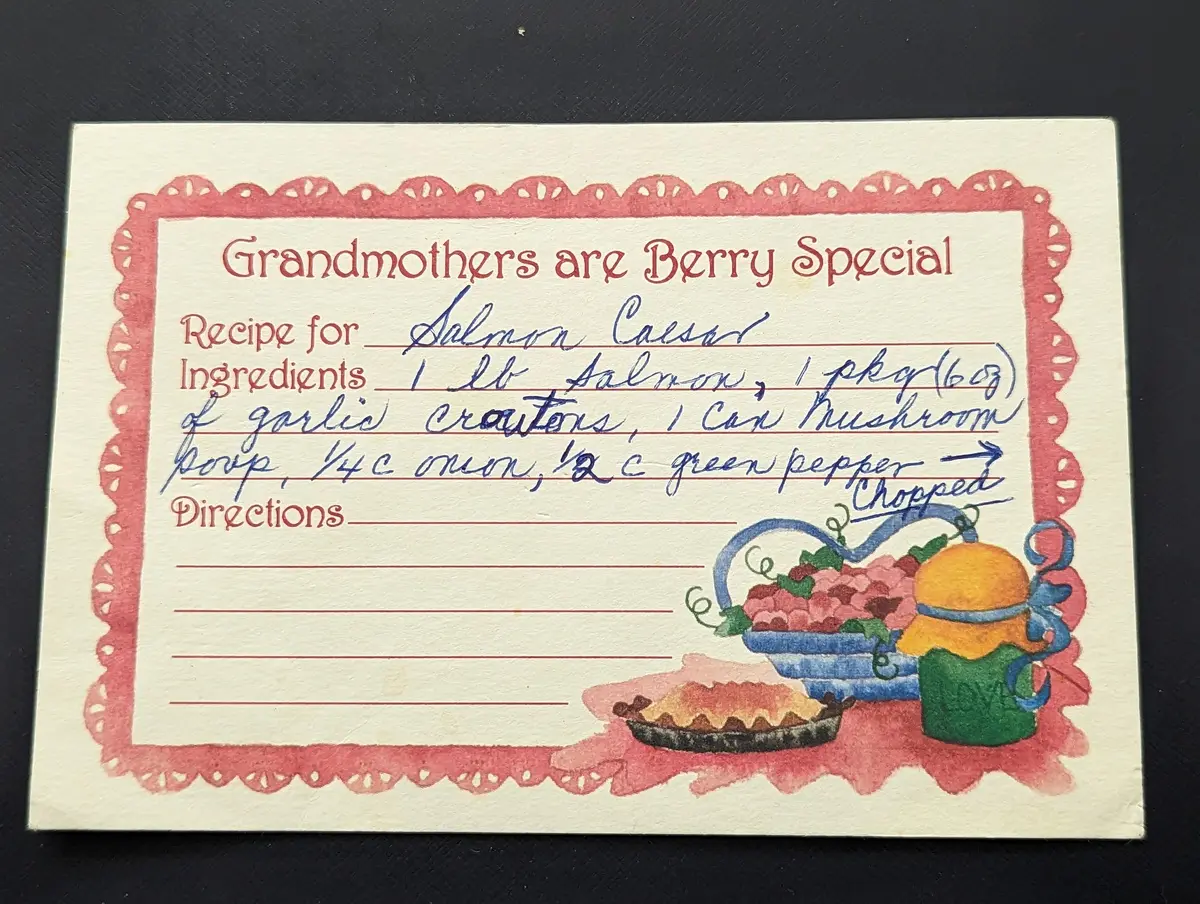 Grandmothers are Berry Special
Recipe for Salmon Caesar
Ingredients 1 lb Salmon, 1 pkg (6 oz)
of garlic croutons, 1 Can Mushroom
soup, 1/4 c onion, 1/2 c green pepper →
Chopped
Directions
LOVE